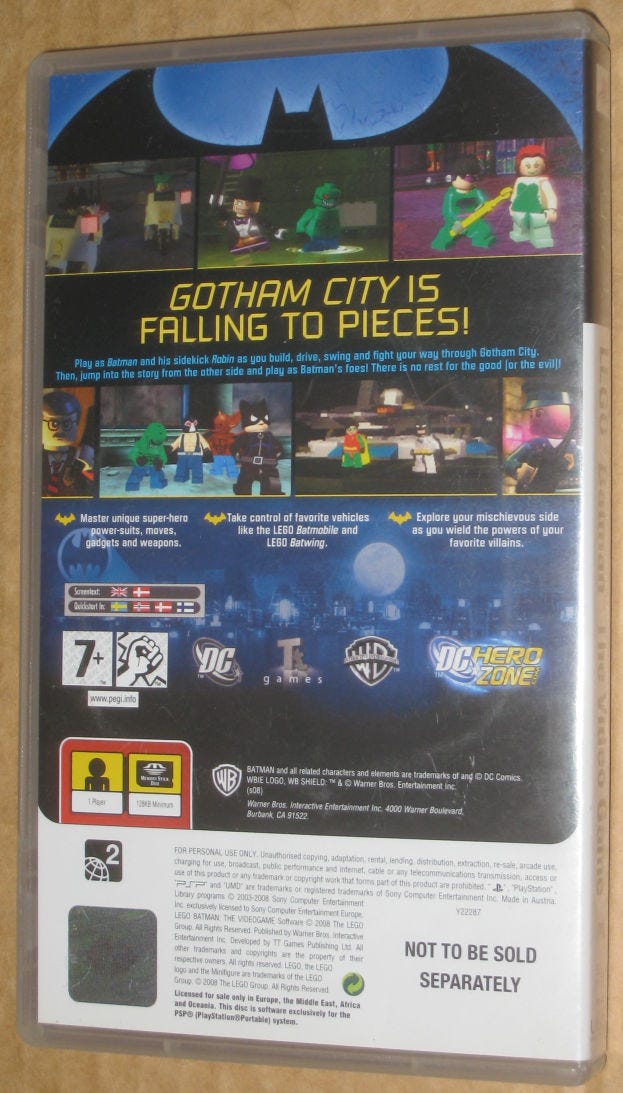 GOTHAM CITY IS
FALLING TO PIECES!
Play as Batman and his sidekick Robin as you build, drive, swing and fight your way through Gotham City.
Then, jump into the story from the other side and play as Batman's foes! There is no rest for the good (or the evil)!
Master unique super-hero
power-suits, moves,
gadgets and weapons.
Take control of favorite vehicles
like the LEGO Batmobile and
LEGO Batwing.
Explore your mischievous side
as you wield the powers of your
favorite villains.
Screentext:
Quickstart In:
7+
www.pegi.info
DC
TM
games
WB
TM
DC HERO
ZONE
TM
1 Player
MEMORY STICK
DUO
128KB Minimum
WB
BATMAN and all related characters and elements are trademarks of and © DC Comics.
WBIE LOGO, WB SHIELD: ™ & © Warner Bros. Entertainment Inc.
(s08)
Warner Bros. Interactive Entertainment Inc. 4000 Warner Boulevard,
Burbank, CA 91522.
2
FOR PERSONAL USE ONLY. Unauthorised copying, adaptation, rental, lending, distribution, extraction, re-sale, arcade use,
charging for use, broadcast, public performance and internet, cable or any telecommunications transmission, access or
use of this product or any trademark or copyright work that forms part of this product are prohibited. " ", "PlayStation",
"PSP" and "UMD" are trademarks or registered trademarks of Sony Computer Entertainment Inc. Made in Austria.
Library programs © 2003-2008 Sony Computer Entertainment
Inc. exclusively licensed to Sony Computer Entertainment Europe.
LEGO BATMAN: THE VIDEOGAME Software © 2008 The LEGO
Group. All Rights Reserved. Published by Warner Bros. Interactive
Entertainment Inc. Developed by TT Games Publishing Ltd. All
other trademarks and copyrights are the property of their
respective owners. All rights reserved. LEGO, the LEGO
logo and the Minifigure are trademarks of the LEGO
Group. © 2008 The LEGO Group. All Rights Reserved.
Licensed for sale only in Europe, the Middle East, Africa
and Oceania. This disc is software exclusively for the
PSP® (PlayStation®Portable) system.
Y22287
NOT TO BE SOLD
SEPARATELY